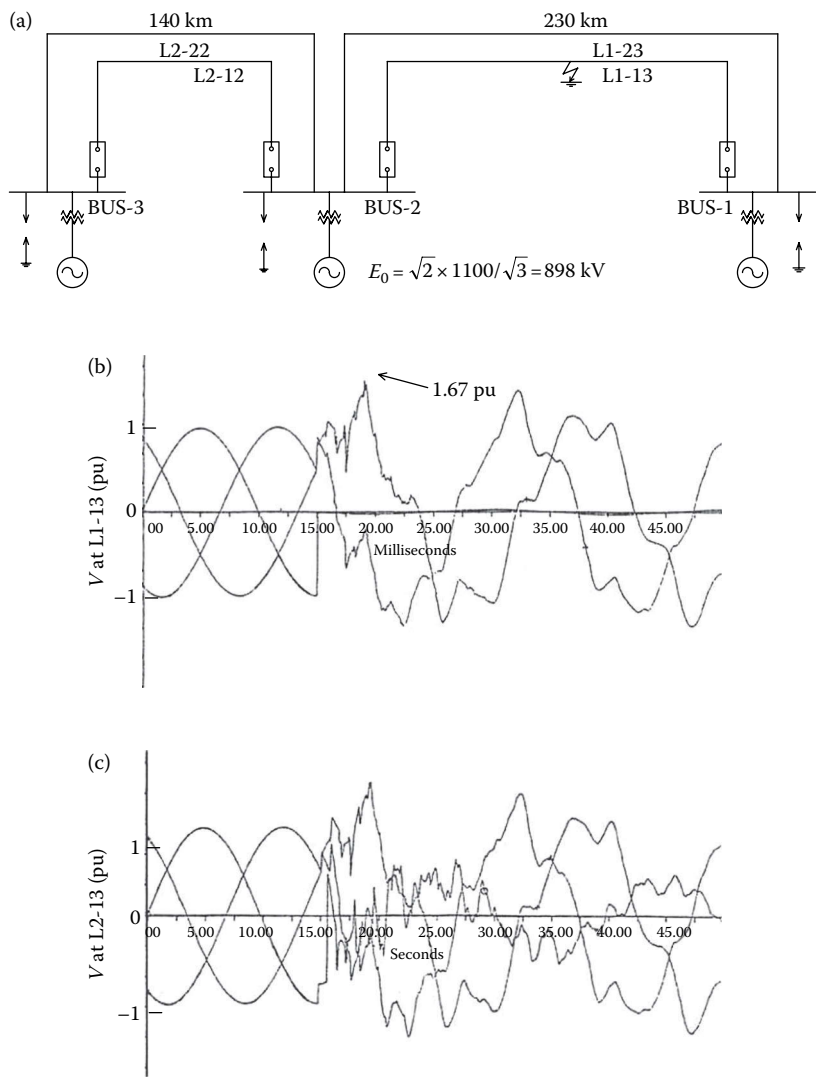 (a)
140 km
230 km
L2-22
L2-12
L1-23
L1-13
BUS-3
BUS-2
BUS-1
E₀ = √2 × 1100/√3 = 898 kV
(b)
1.67 pu
V at L1-13 (pu)
1
0
−1
00 5.00 10.00 15.00 20.00 25.00 30.00 35.00 40.00 45.00
Milliseconds
(c)
V at L2-13 (pu)
1
0
−1
00 5.00 10.00 15.00 20.00 25.00 30.00 35.00 40.00 45.00
Seconds